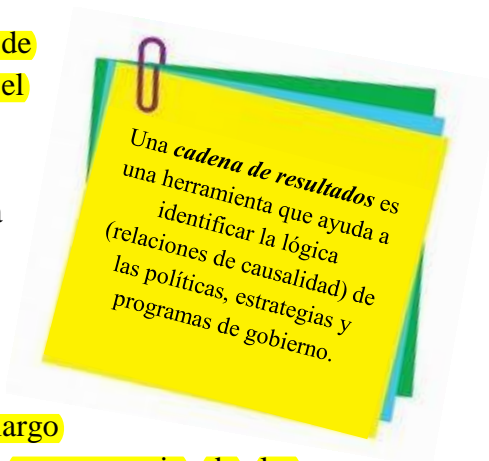 de
el
Una cadena de resultados es
una herramienta que ayuda a
identificar la lógica
(relaciones de causalidad) de
las políticas, estrategias y
programas de gobierno.
largo